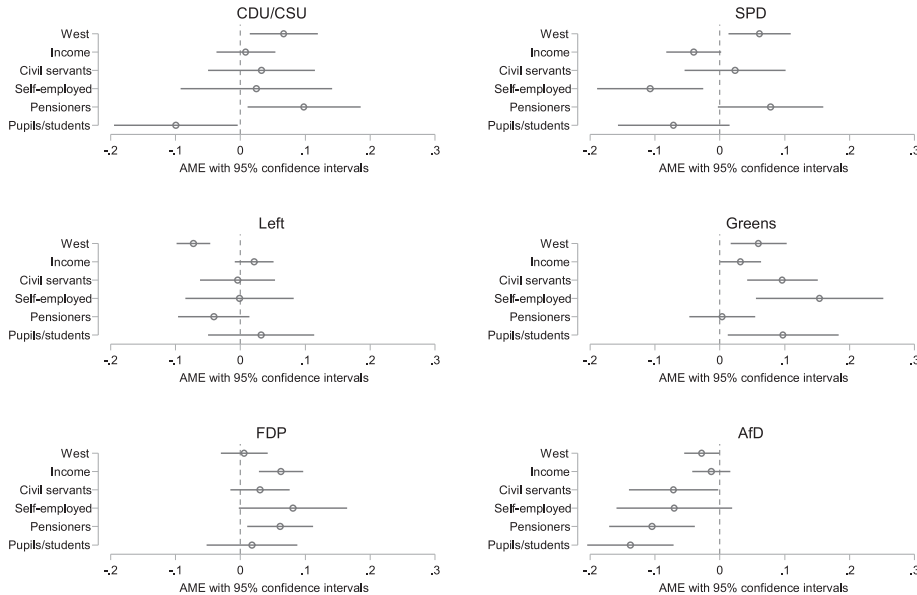 CDU/CSU
West
Income
Civil servants
Self-employed
Pensioners
Pupils/students
-.2 -.1 0 .1 .2 .3
AME with 95% confidence intervals
SPD
West
Income
Civil servants
Self-employed
Pensioners
Pupils/students
-.2 -.1 0 .1 .2 .3
AME with 95% confidence intervals
Left
West
Income
Civil servants
Self-employed
Pensioners
Pupils/students
-.2 -.1 0 .1 .2 .3
AME with 95% confidence intervals
Greens
West
Income
Civil servants
Self-employed
Pensioners
Pupils/students
-.2 -.1 0 .1 .2 .3
AME with 95% confidence intervals
FDP
West
Income
Civil servants
Self-employed
Pensioners
Pupils/students
-.2 -.1 0 .1 .2 .3
AME with 95% confidence intervals
AfD
West
Income
Civil servants
Self-employed
Pensioners
Pupils/students
-.2 -.1 0 .1 .2 .3
AME with 95% confidence intervals